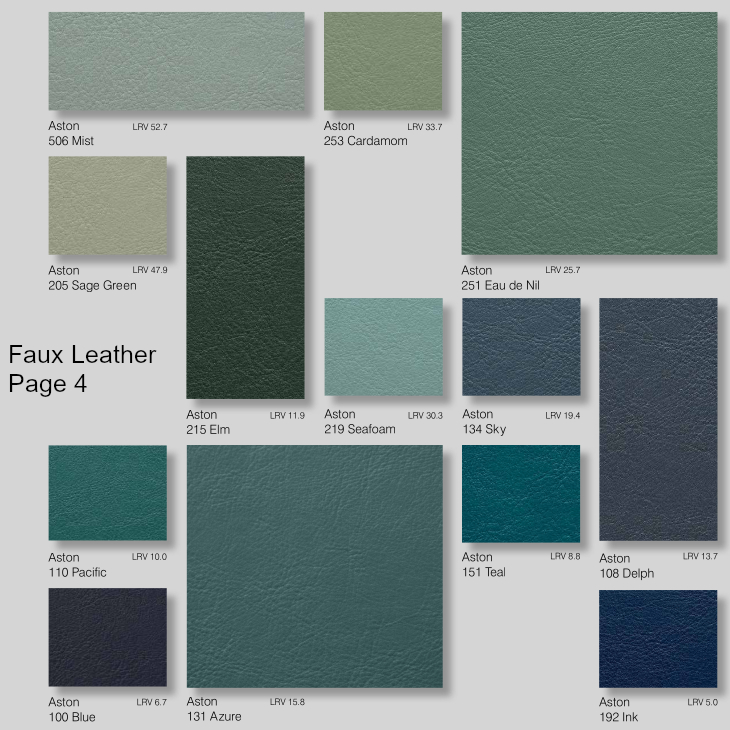 Aston LRV 52.7
506 Mist
Aston LRV 33.7
253 Cardamom
Aston LRV 47.9
205 Sage Green
Aston LRV 25.7
251 Eau de Nil
Faux Leather
Page 4
Aston LRV 11.9
215 Elm
Aston LRV 30.3
219 Seafoam
Aston LRV 19.4
134 Sky
Aston LRV 10.0
110 Pacific
Aston LRV 8.8
151 Teal
Aston LRV 13.7
108 Delph
Aston LRV 6.7
100 Blue
Aston LRV 15.8
131 Azure
Aston LRV 5.0
192 Ink